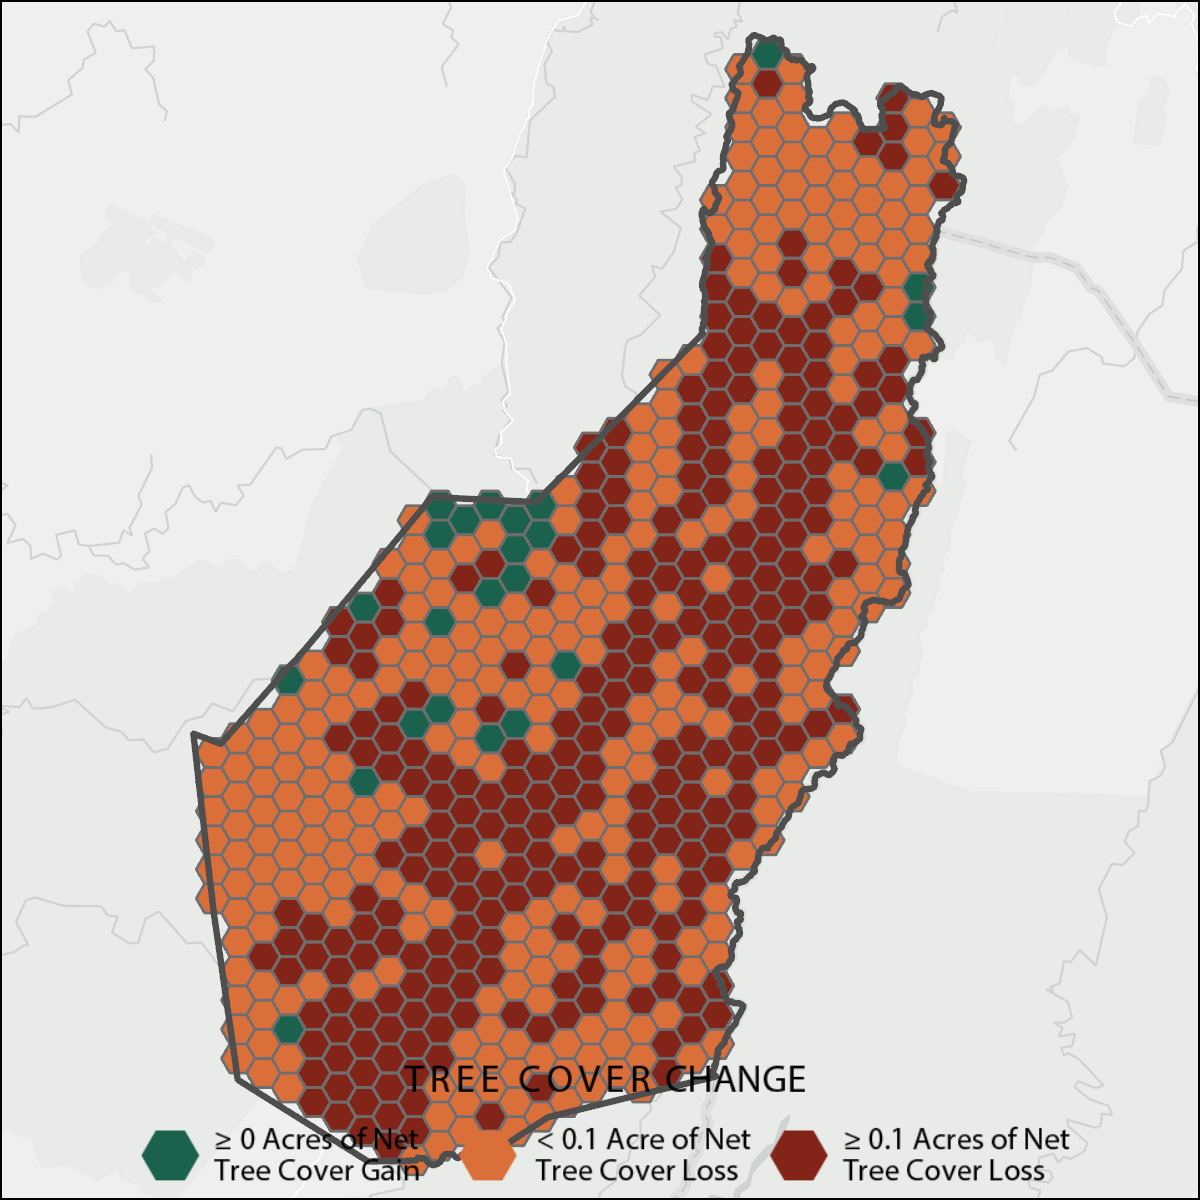 TREE COVER CHANGE
≥ 0 Acres of Net
Tree Cover Gain
< 0.1 Acre of Net
Tree Cover Loss
≥ 0.1 Acres of Net
Tree Cover Loss